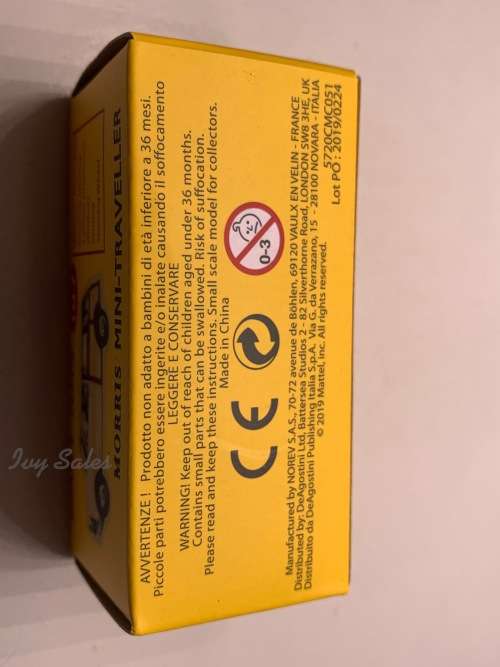 MORRIS MINI-TRAVELLER
AVVERTENZE ! Prodotto non adatto a bambini di età inferiore a 36 mesi.
Piccole parti potrebbero essere ingerite e/o inalate causando il soffocamento
LEGGERE E CONSERVARE
WARNING! Keep out of reach of children aged under 36 months.
Contains small parts that can be swallowed. Risk of suffocation.
Please read and keep these instructions. Small scale model for collectors.
Made in China
CE
0-3
Manufactured by NOREV S.A.S., 70-72 avenue de Böhlen, 69120 VAULX EN VELIN - FRANCE
Distributed by: DeAgostini Ltd, Battersea Studios 2 - 82 Silverthorne Road, LONDON SW8 3HE, UK
Distribuito da DeAgostini Publishing Italia S.p.A. Via G. da Verrazano, 15 - 28100 NOVARA - ITALIA
© 2019 Mattel, Inc. All rights reserved.
5720CMC051
Lot PO : 2019/0224
Ivy Sales